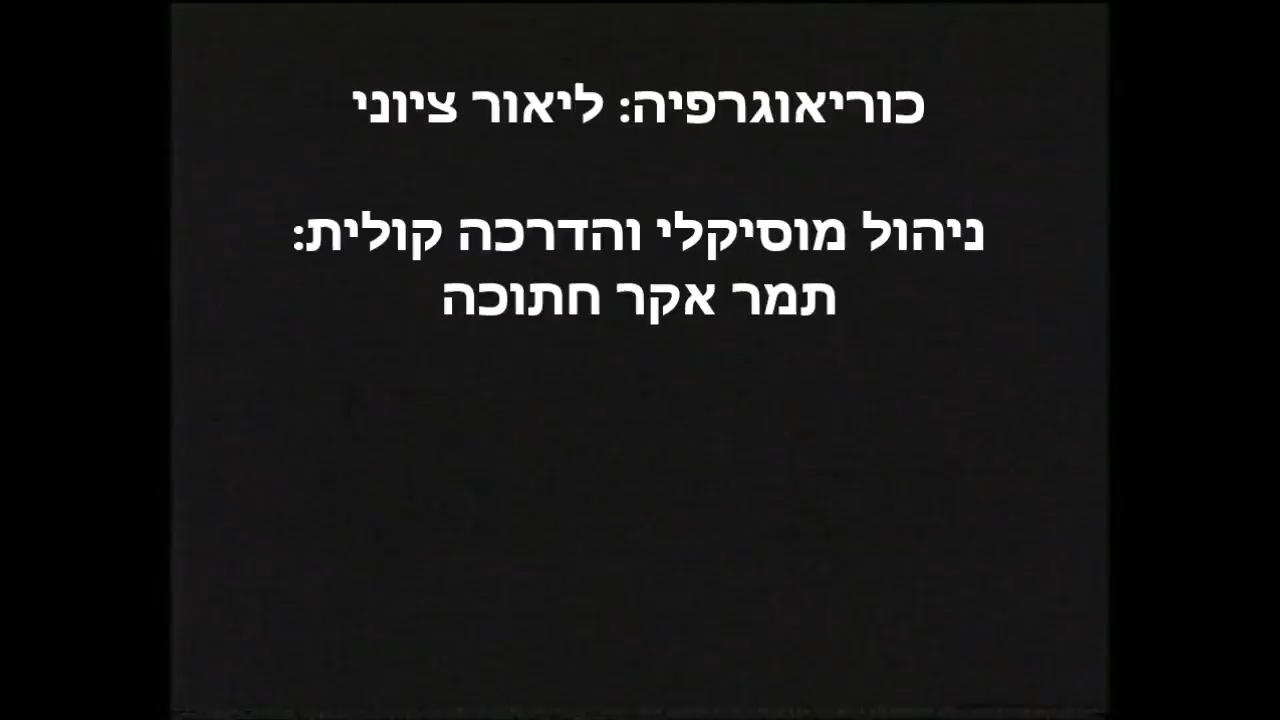 כוריאוגרפיה: ליאור ציוני
ניהול מוסיקלי והדרכה קולית:
תמר אקר חתוכה